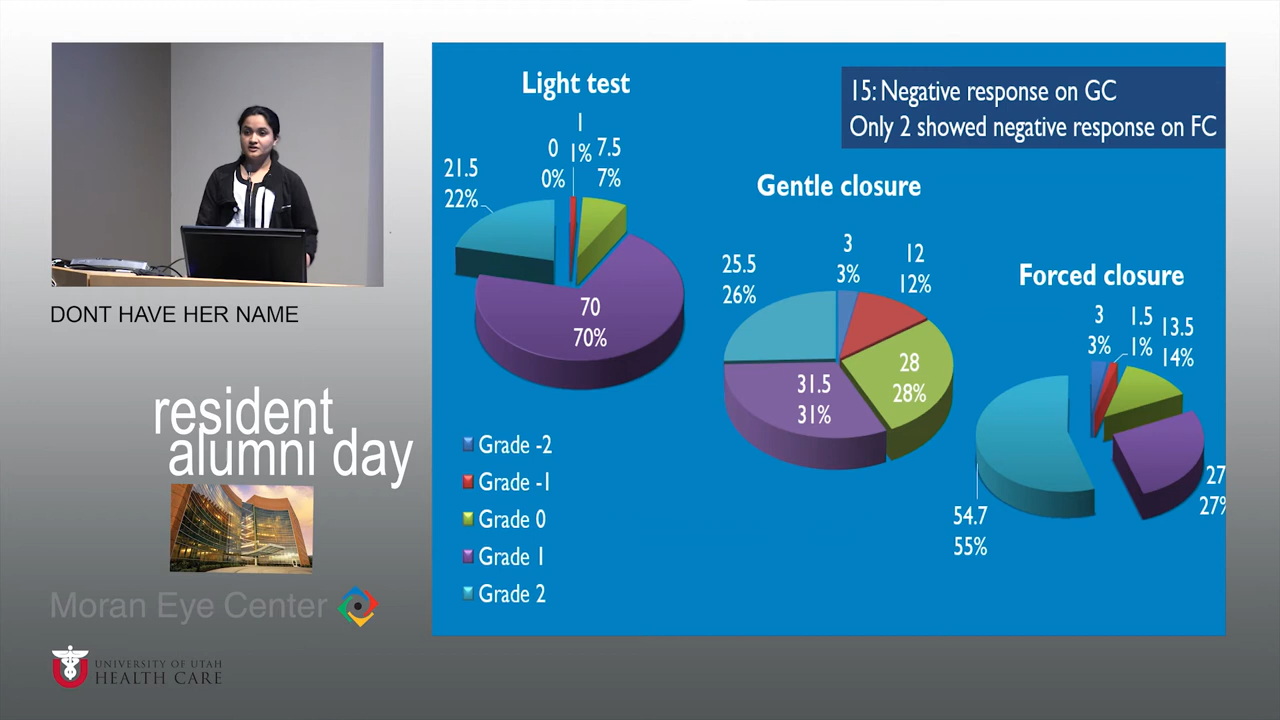 DONT HAVE HER NAME
resident
alumni day
Moran Eye Center
UNIVERSITY OF UTAH
HEALTH CARE
15: Negative response on GC
Only 2 showed negative response on FC
Light test
21.5
22%
0
0%
1
1%
7.5
7%
70
70%
Gentle closure
25.5
26%
3
3%
12
12%
28
28%
31.5
31%
Forced closure
3
3%
1.5
1%
13.5
14%
27
27%
54.7
55%
Grade -2
Grade -1
Grade 0
Grade 1
Grade 2